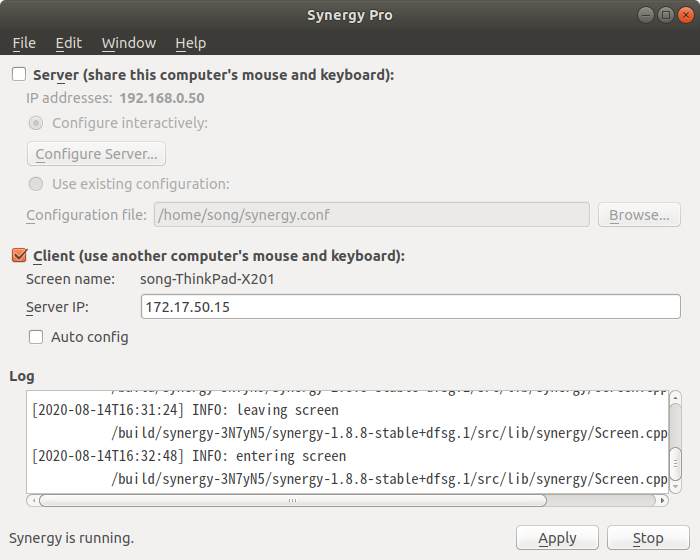 Synergy Pro
File Edit Window Help
Server (share this computer's mouse and keyboard):
IP addresses: 192.168.0.50
Configure interactively:
Configure Server...
Use existing configuration:
Configuration file: /home/song/synergy.conf Browse...
Client (use another computer's mouse and keyboard):
Screen name: song-ThinkPad-X201
Server IP: 172.17.50.15
Auto config
Log
[2020-08-14T16:31:24] INFO: leaving screen
/build/synergy-3N7yN5/synergy-1.8.8-stable+dfsg.1/src/lib/synergy/Screen.cpp
[2020-08-14T16:32:48] INFO: entering screen
/build/synergy-3N7yN5/synergy-1.8.8-stable+dfsg.1/src/lib/synergy/Screen.cpp
Synergy is running. Apply Stop